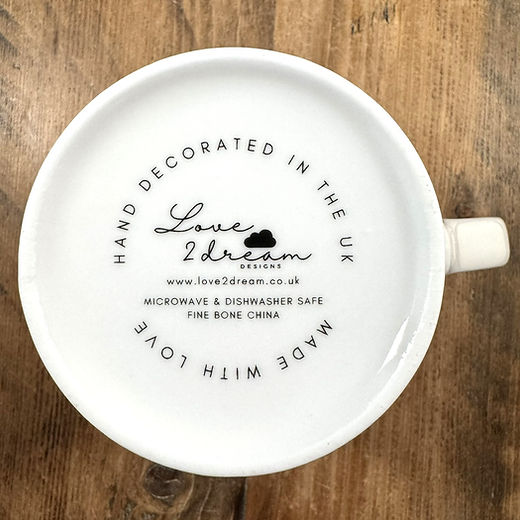 HAND DECORATED IN THE UK
Love
2dream
DESIGNS
www.love2dream.co.uk
MICROWAVE & DISHWASHER SAFE
FINE BONE CHINA
MADE WITH LOVE